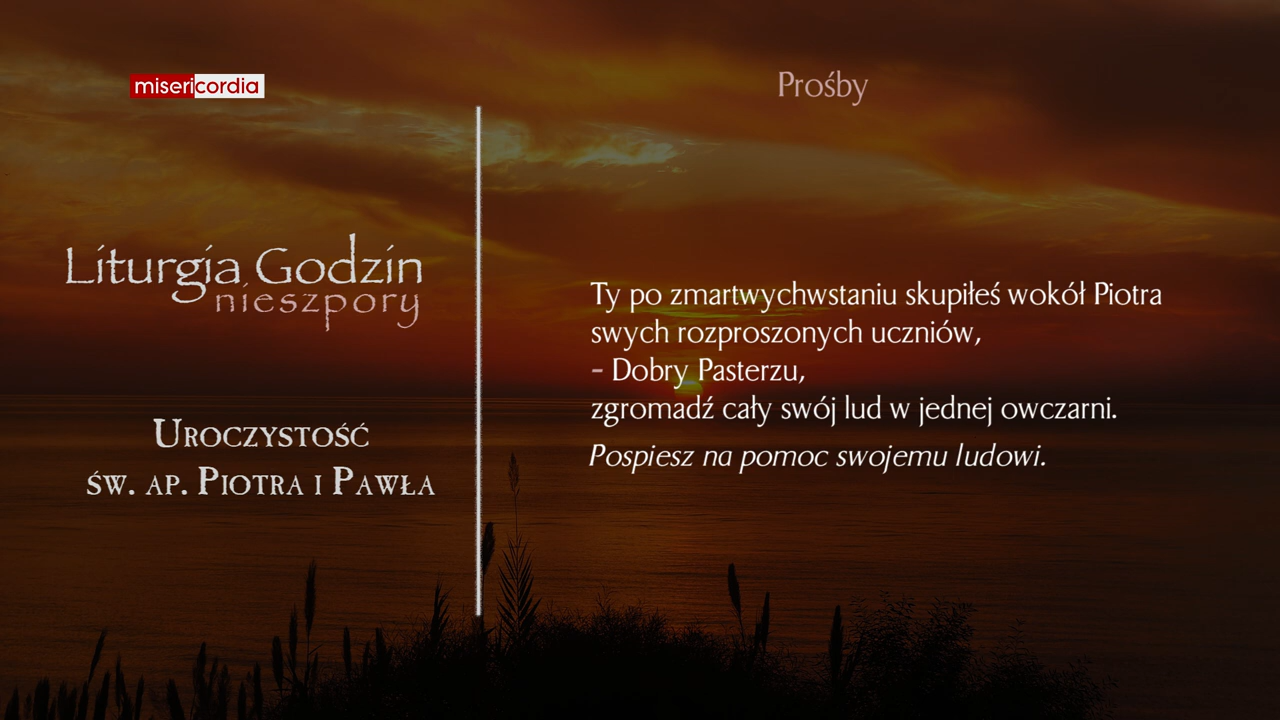 misericordia
Prośby
Liturgia Godzin
nieszpory
Uroczystość
św. ap. Piotra i Pawła
Ty po zmartwychwstaniu skupiłeś wokół Piotra
swych rozproszonych uczniów,
– Dobry Pasterzu,
zgromadź cały swój lud w jednej owczarni.
Pospiesz na pomoc swojemu ludowi.